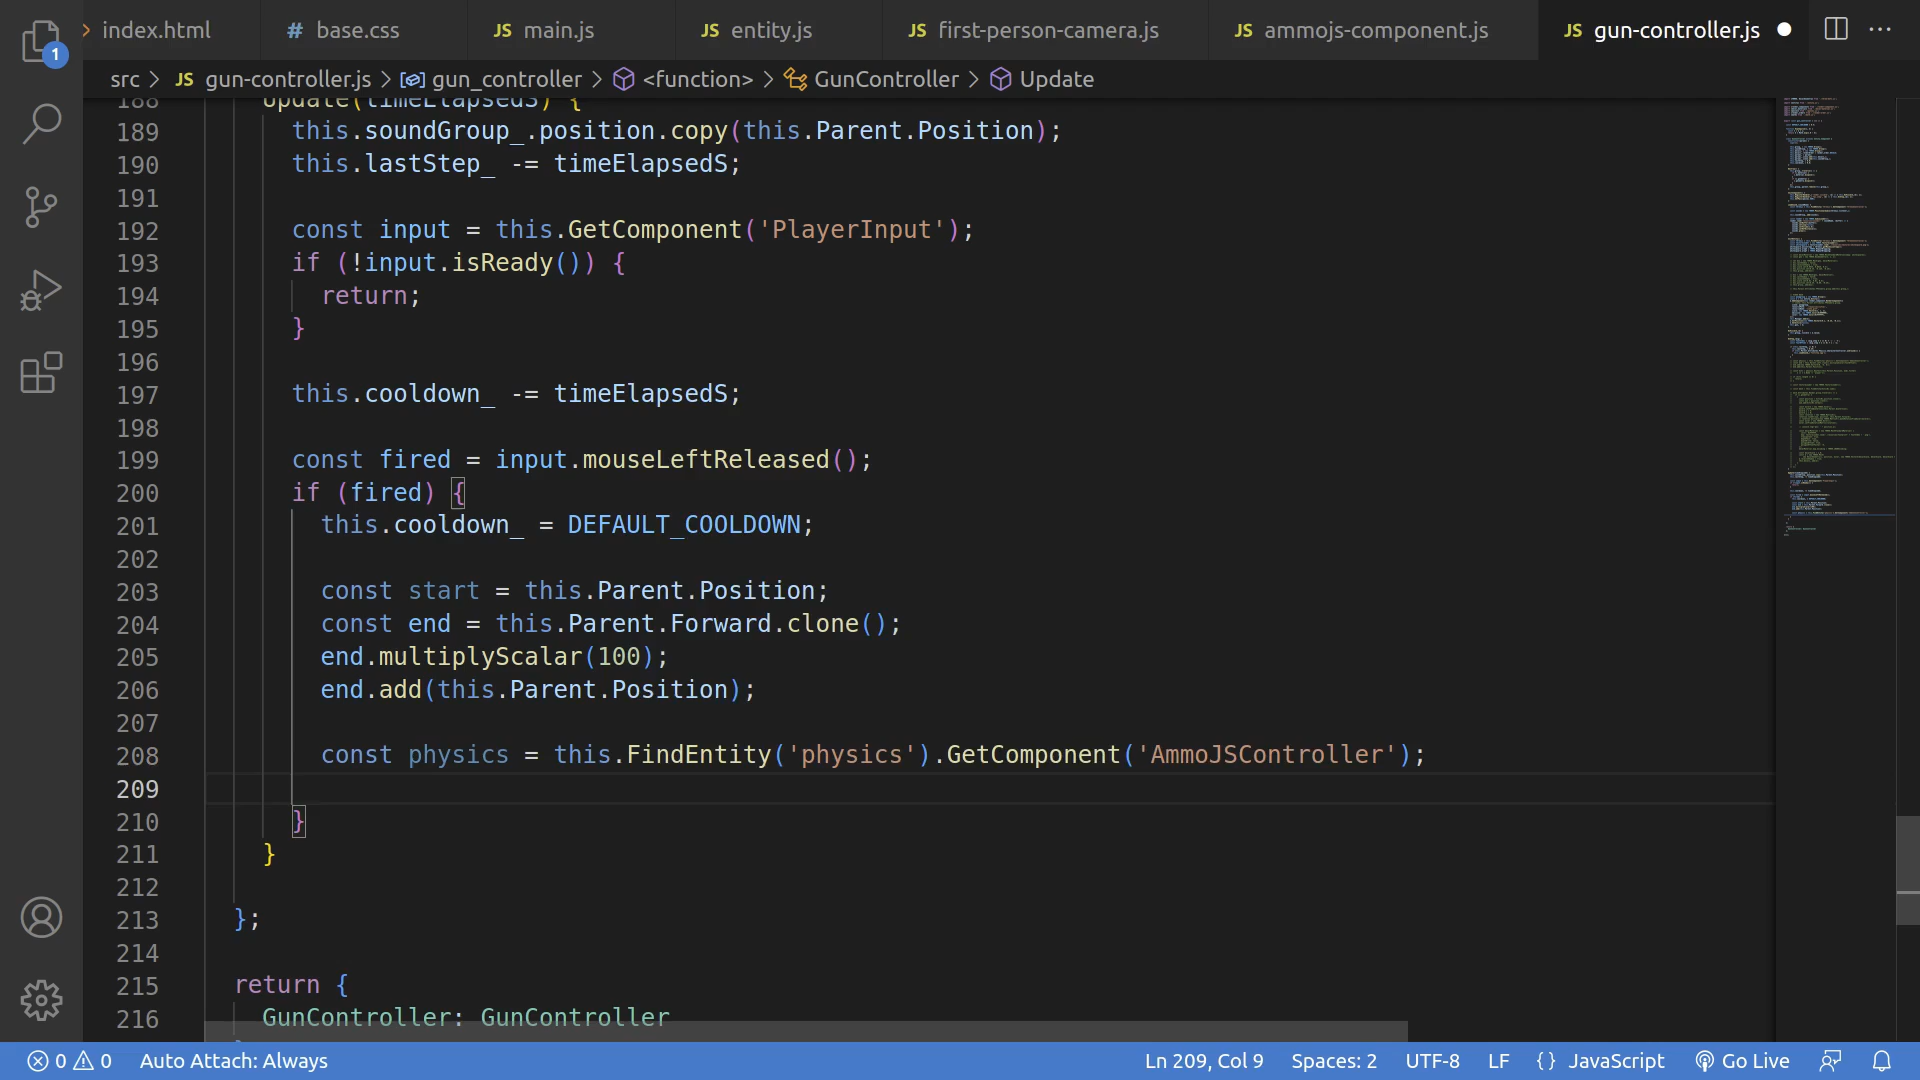 index.html
# base.css
JS main.js
JS entity.js
JS first-person-camera.js
JS ammojs-component.js
JS gun-controller.js
1
src > JS gun-controller.js > gun_controller > <function> > GunController > Update
188 Update(timeElapsedS) {
189 this.soundGroup_.position.copy(this.Parent.Position);
190 this.lastStep_ -= timeElapsedS;
191
192 const input = this.GetComponent('PlayerInput');
193 if (!input.isReady()) {
194 return;
195 }
196
197 this.cooldown_ -= timeElapsedS;
198
199 const fired = input.mouseLeftReleased();
200 if (fired) {
201 this.cooldown_ = DEFAULT_COOLDOWN;
202
203 const start = this.Parent.Position;
204 const end = this.Parent.Forward.clone();
205 end.multiplyScalar(100);
206 end.add(this.Parent.Position);
207
208 const physics = this.FindEntity('physics').GetComponent('AmmoJSController');
209
210 }
211 }
212
213 };
214
215 return {
216 GunController: GunController
0 0 Auto Attach: Always Ln 209, Col 9 Spaces: 2 UTF-8 LF {} JavaScript Go Live